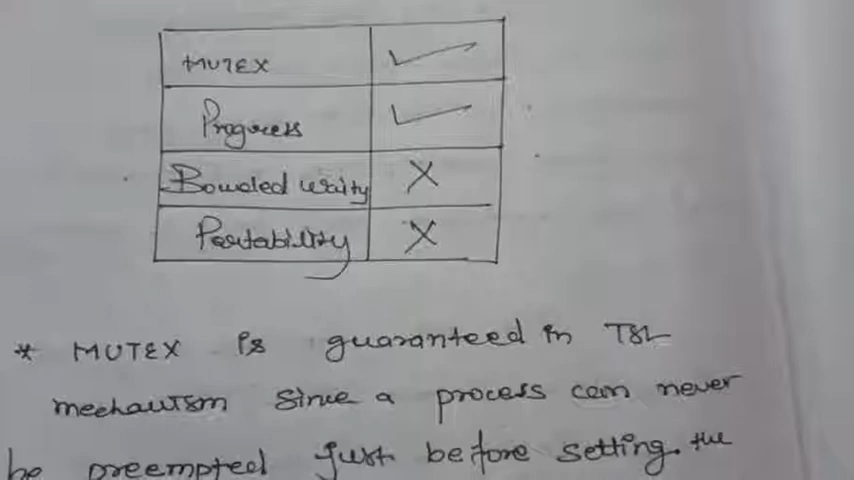 MUTEX ✓
Progress ✓
Bounded waity X
Portability X
* MUTEX is guaranteed in TSL
mechanism since a process can never
be preempted just before setting the